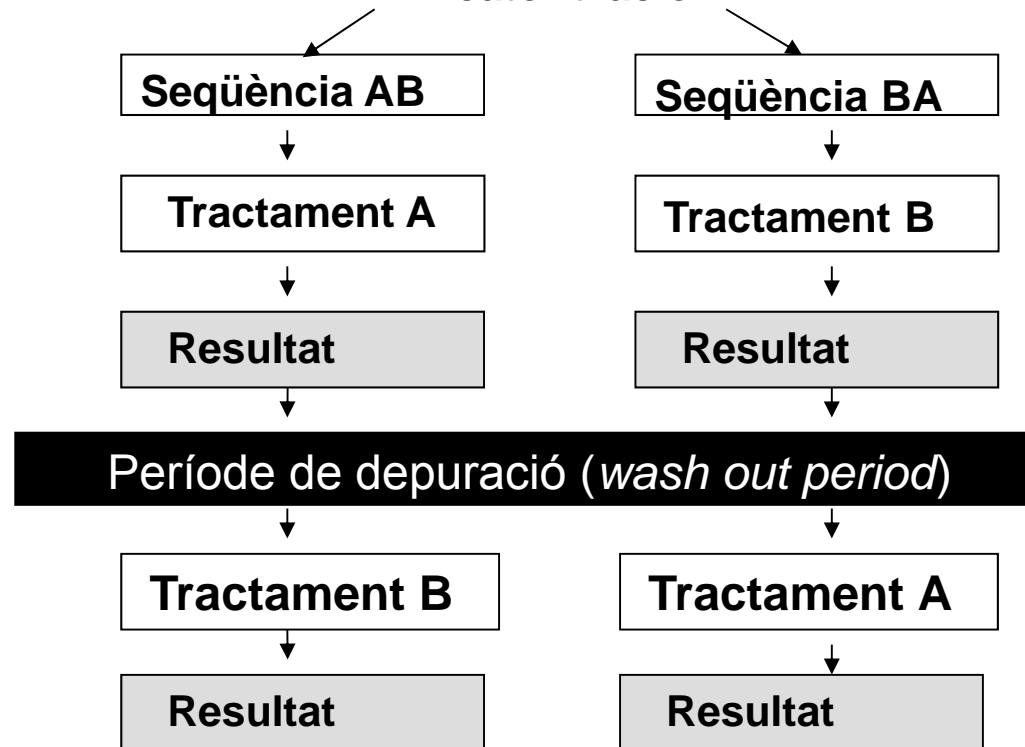 Seqüència AB
Seqüència BA
Tractament A
Tractament B
Resultat
Resultat
Període de depuració (wash out period)
Tractament B
Tractament A
Resultat
Resultat